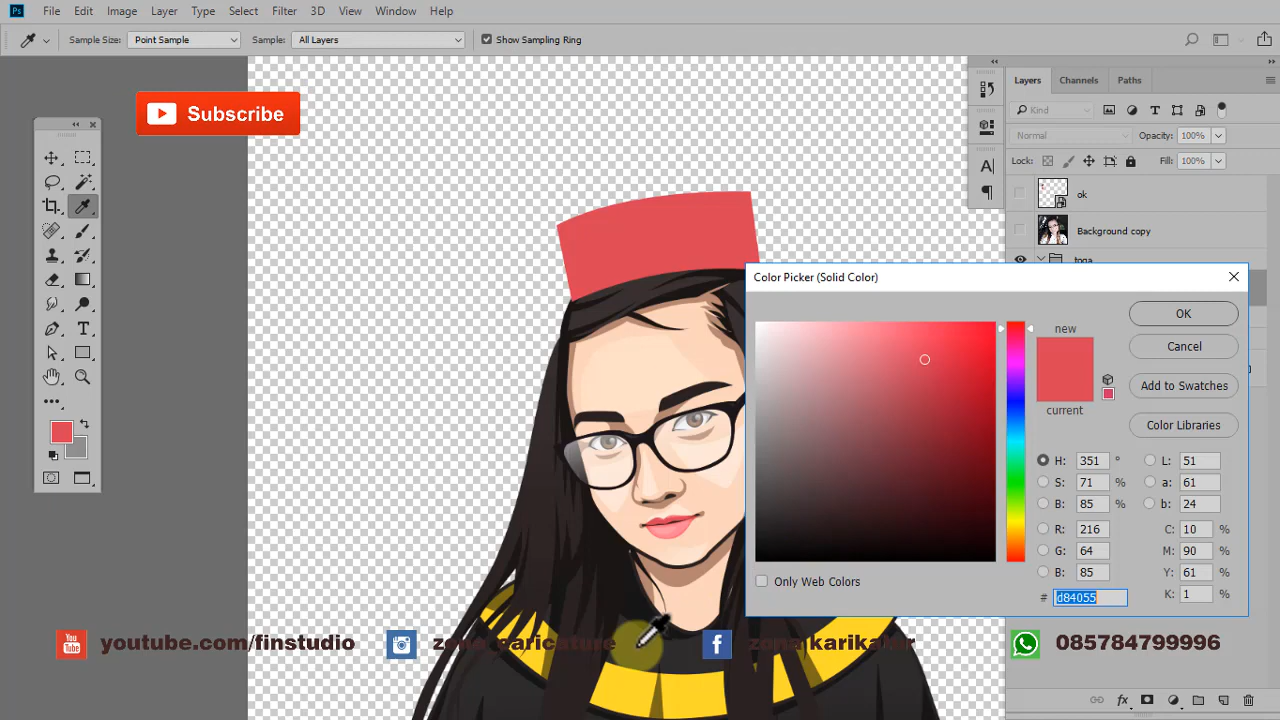 Ps File Edit Image Layer Type Select Filter 3D View Window Help
Sample Size: Point Sample Sample: All Layers Show Sampling Ring
Subscribe
Layers Channels Paths
Kind
Normal Opacity: 100%
Lock: Fill: 100%
ok
Background copy
toga
Color Picker (Solid Color)
new
current
OK
Cancel
Add to Swatches
Color Libraries
H: 351 °
S: 71 %
B: 85 %
R: 216
G: 64
B: 85
# d84055
L: 51
a: 61
b: 24
C: 10 %
M: 90 %
Y: 61 %
K: 1 %
Only Web Colors
You Tube youtube.com/finstudio zona karicature zona karikatur 085784799996